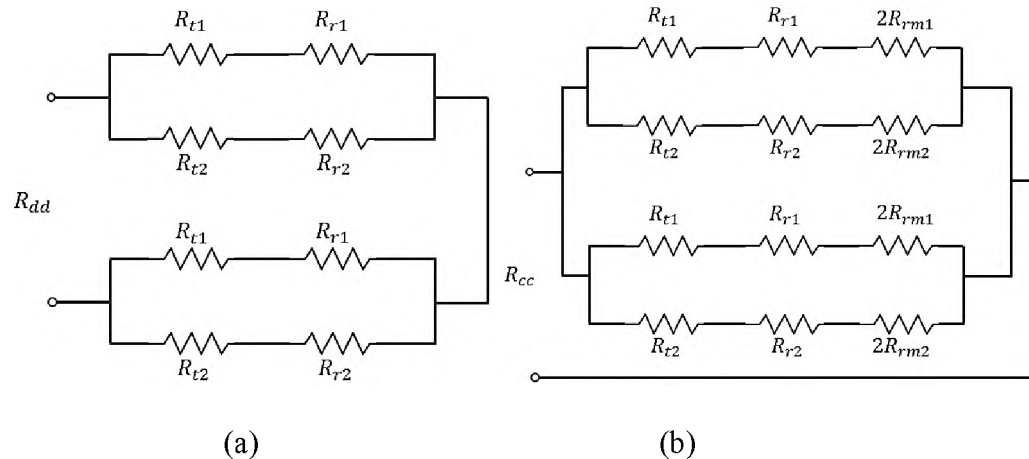 R_{t1} R_{r1}
R_{t2} R_{r2}
R_{dd}
R_{t1} R_{r1}
R_{t2} R_{r2}
(a)
R_{t1} R_{r1} 2R_{rm1}
R_{t2} R_{r2} 2R_{rm2}
R_{t1} R_{r1} 2R_{rm1}
R_{cc}
R_{t2} R_{r2} 2R_{rm2}
(b)